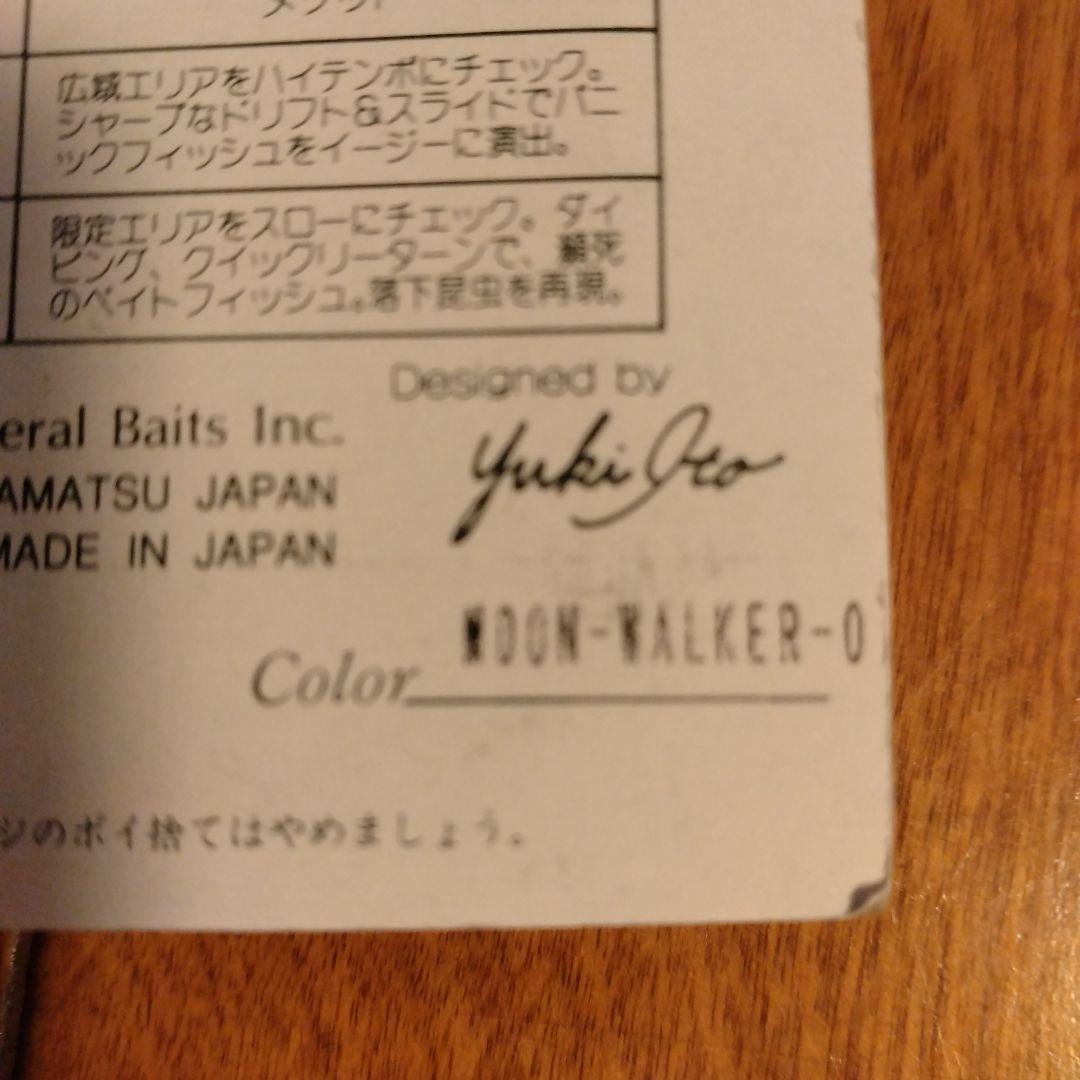 メソッド
広域エリアをハイテンポにチェック。
シャープなドリフト&スライドでパニ
ックフィッシュをイージーに演出。
限定エリアをスローにチェック。ダイ
ビング、クイックリーターンで、瀕死
のベイトフィッシュ。落下昆虫を再現。
Designed by
Yuki Ito
eral Baits Inc.
AMATSU JAPAN
MADE IN JAPAN
MOON-WALKER-0
Color
ジのポイ捨てはやめましょう。